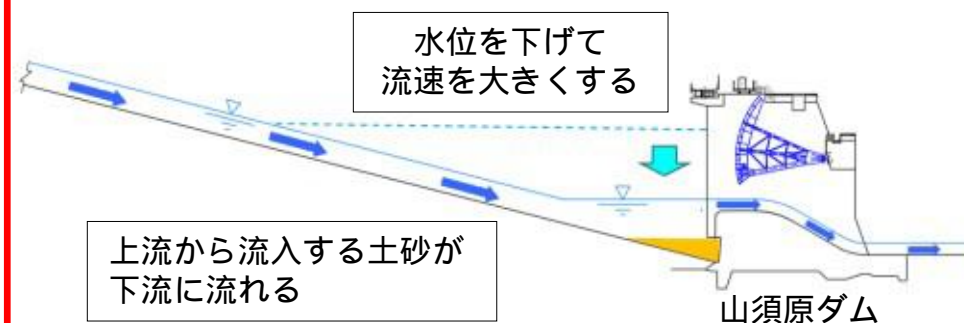 水位を下げて
流速を大きくする
上流から流入する土砂が
下流に流れる
山須原ダム